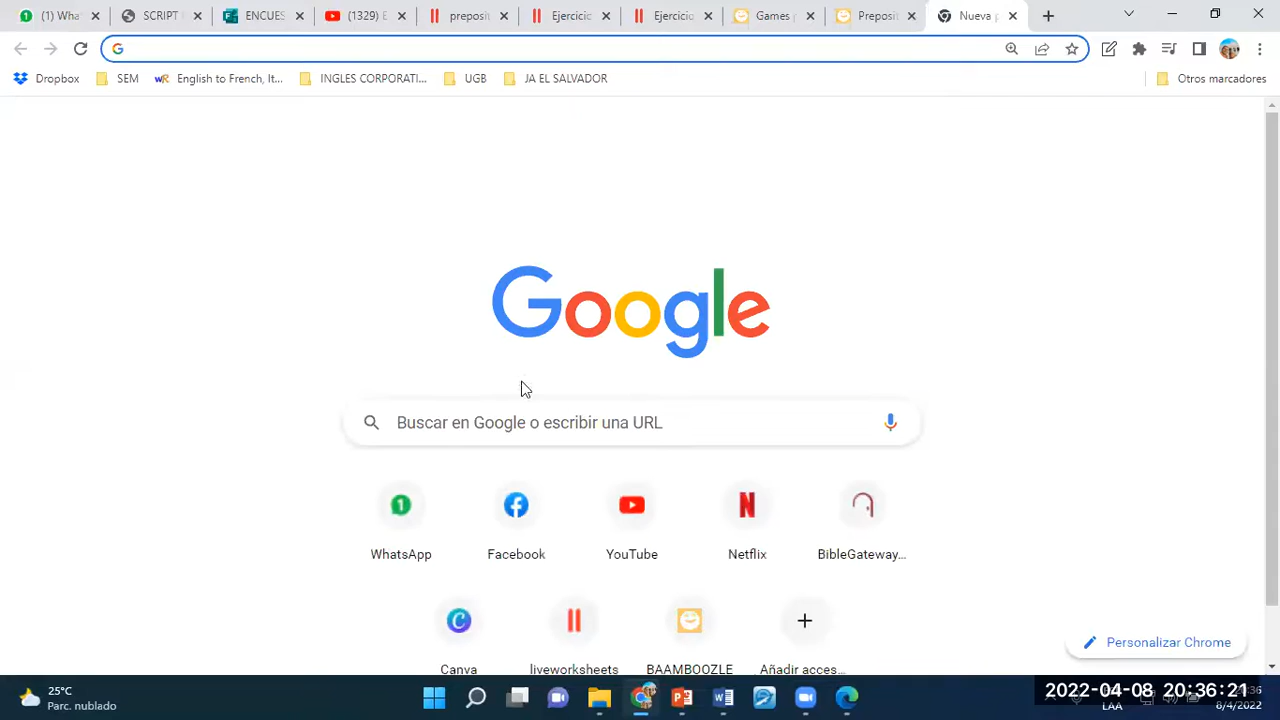 (1) Wha
SCRIPT
ENCUES
(1329) E
preposit
Ejercicio
Ejercicio
Games
Preposit
Nueva
Dropbox
SEM
English to French, It...
INGLES CORPORATI...
UGB
JA EL SALVADOR
Otros marcadores
Google
Buscar en Google o escribir una URL
WhatsApp
Facebook
YouTube
Netflix
BibleGateway...
Canva
liveworksheets
BAAMBOOZLE
Añadir acces...
Personalizar Chrome
25°C
Parc. nublado
2022-04-08 20:36:21
LAA
8/4/2022